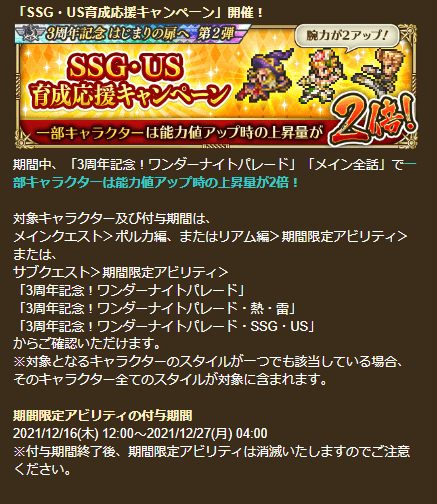 「SSG・US育成応援キャンペーン」開催！
3周年記念 はじまりの扉へ 第2弾
腕力が2アップ！
SSG・US
育成応援キャンペーン
一部キャラクターは能力値アップ時の上昇量が
2倍！
期間中、「3周年記念！ワンダーナイトパレード」「メイン全話」で一
部キャラクターは能力値アップ時の上昇量が2倍！
対象キャラクター及び付与期間は、
メインクエスト＞ポルカ編、またはリアム編＞期間限定アビリティ＞
または、
サブクエスト＞期間限定アビリティ＞
「3周年記念！ワンダーナイトパレード」
「3周年記念！ワンダーナイトパレード・熱・雷」
「3周年記念！ワンダーナイトパレード・SSG・US」
からご確認いただけます。
※対象となるキャラクターのスタイルが一つでも該当している場合、
そのキャラクター全てのスタイルが対象に含まれます。
期間限定アビリティの付与期間
2021/12/16(木) 12:00～2021/12/27(月) 04:00
※付与期間終了後、期間限定アビリティは消滅いたしますのでご注意
ください。